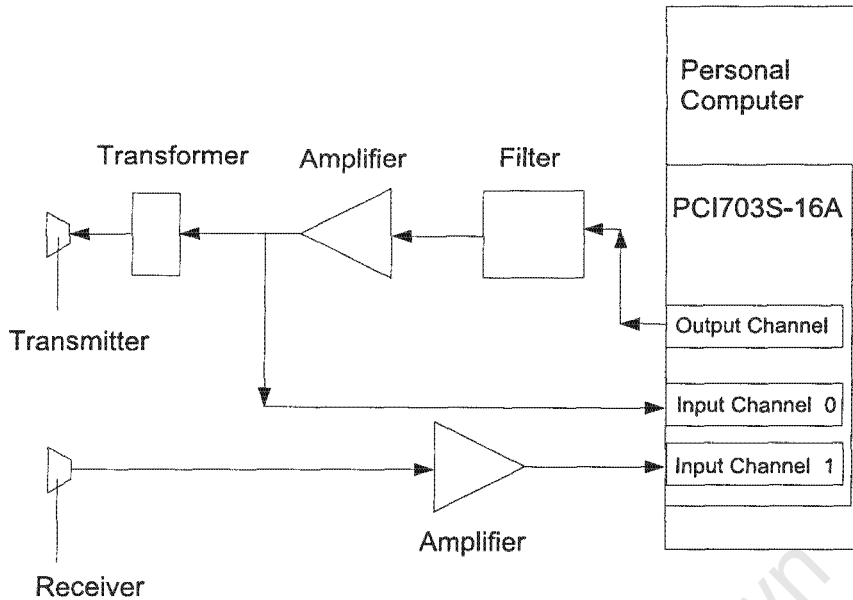 Personal
Computer
Transformer
Amplifier
Filter
PCI703S-16A
Transmitter
Output Channel
Input Channel 0
Input Channel 1
Amplifier
Receiver